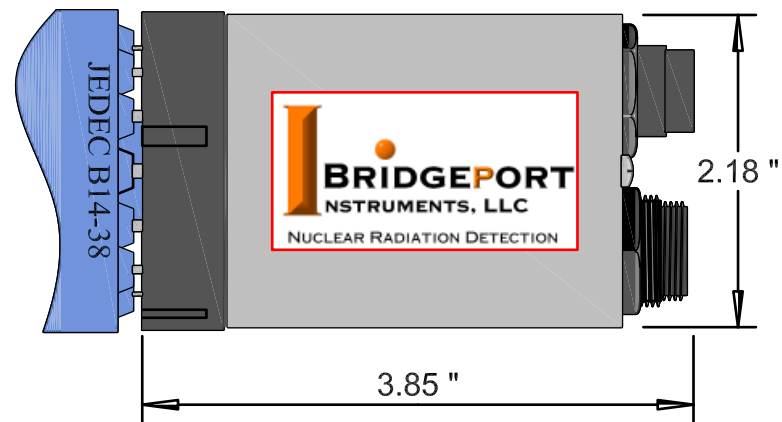 JEDEC B14-38
BRIDGEPORT
INSTRUMENTS, LLC
NUCLEAR RADIATION DETECTION
2.18 "
3.85 "